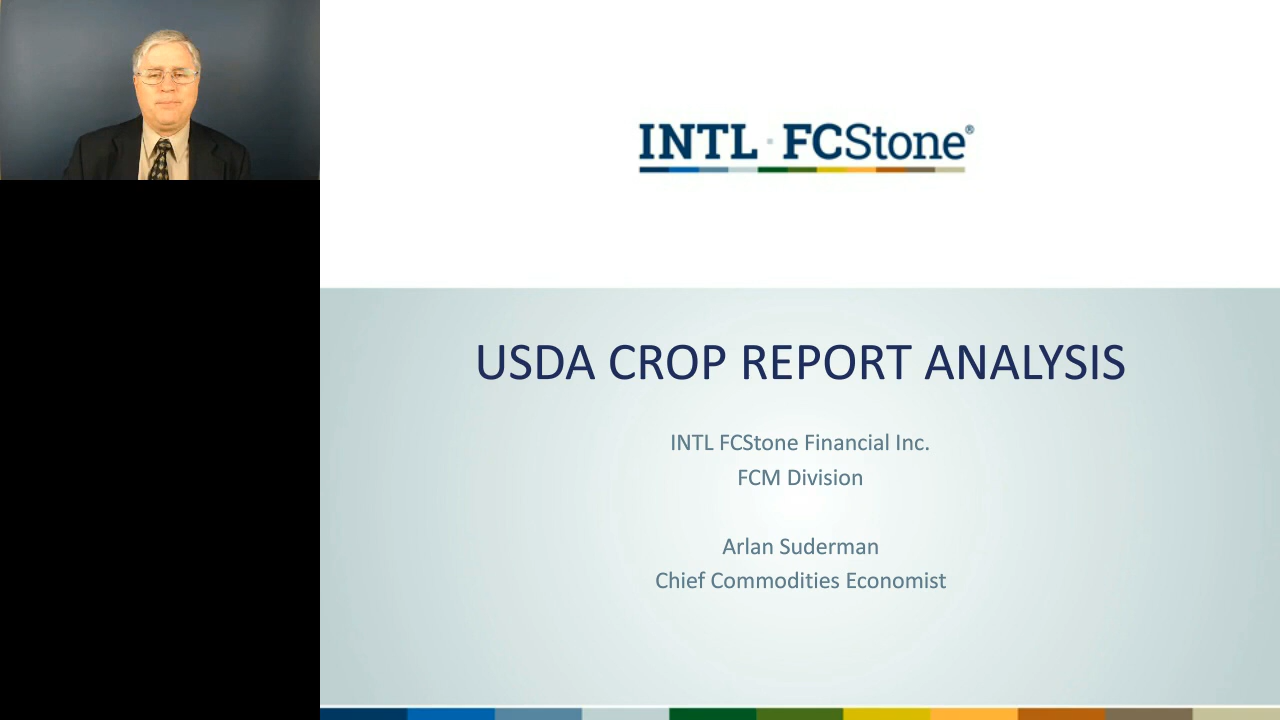 INTL FCStone®
USDA CROP REPORT ANALYSIS
INTL FCStone Financial Inc.
FCM Division
Arlan Suderman
Chief Commodities Economist